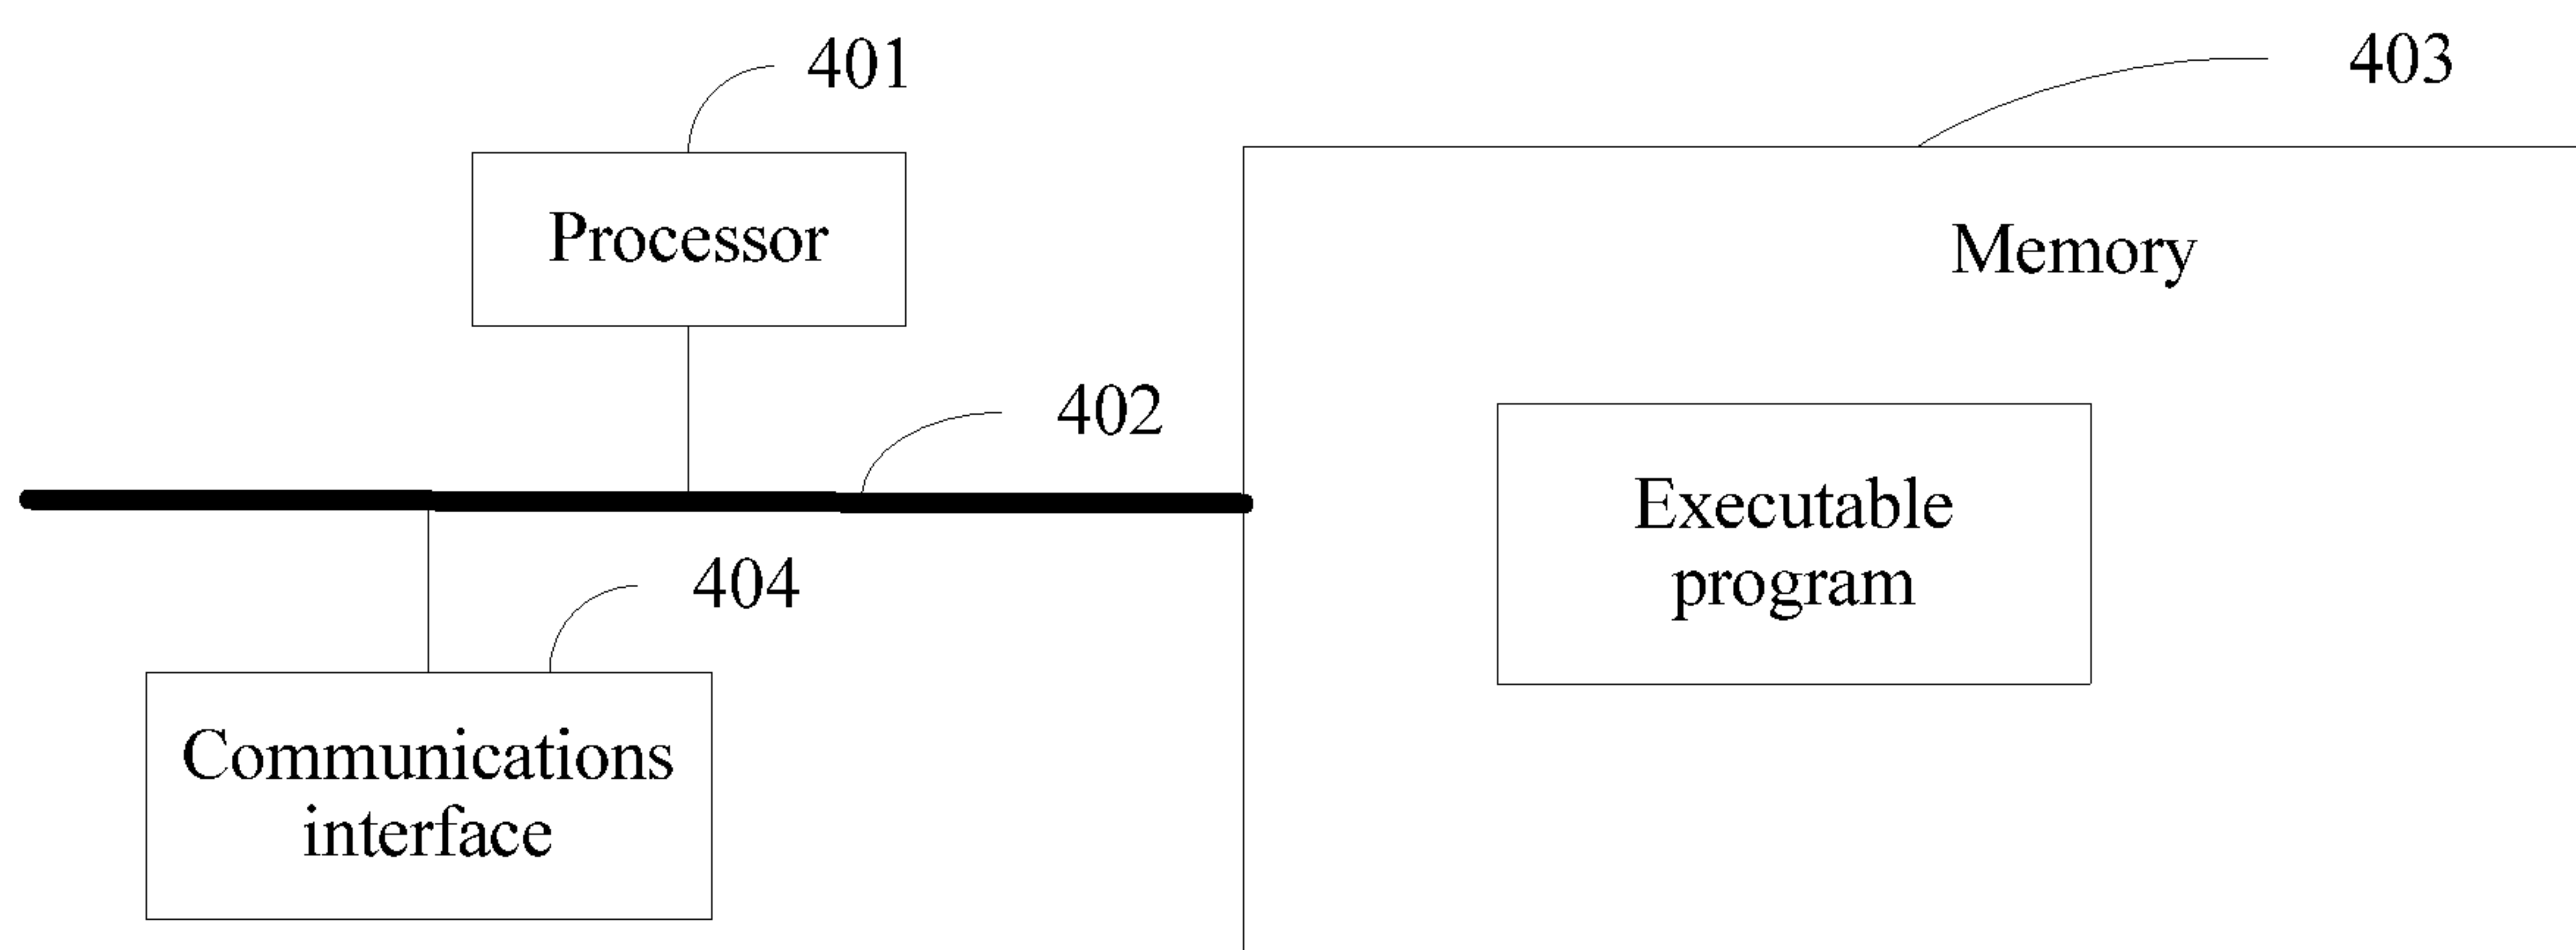 401
403
Processor
Memory
402
Executable
program
404
Communications
interface